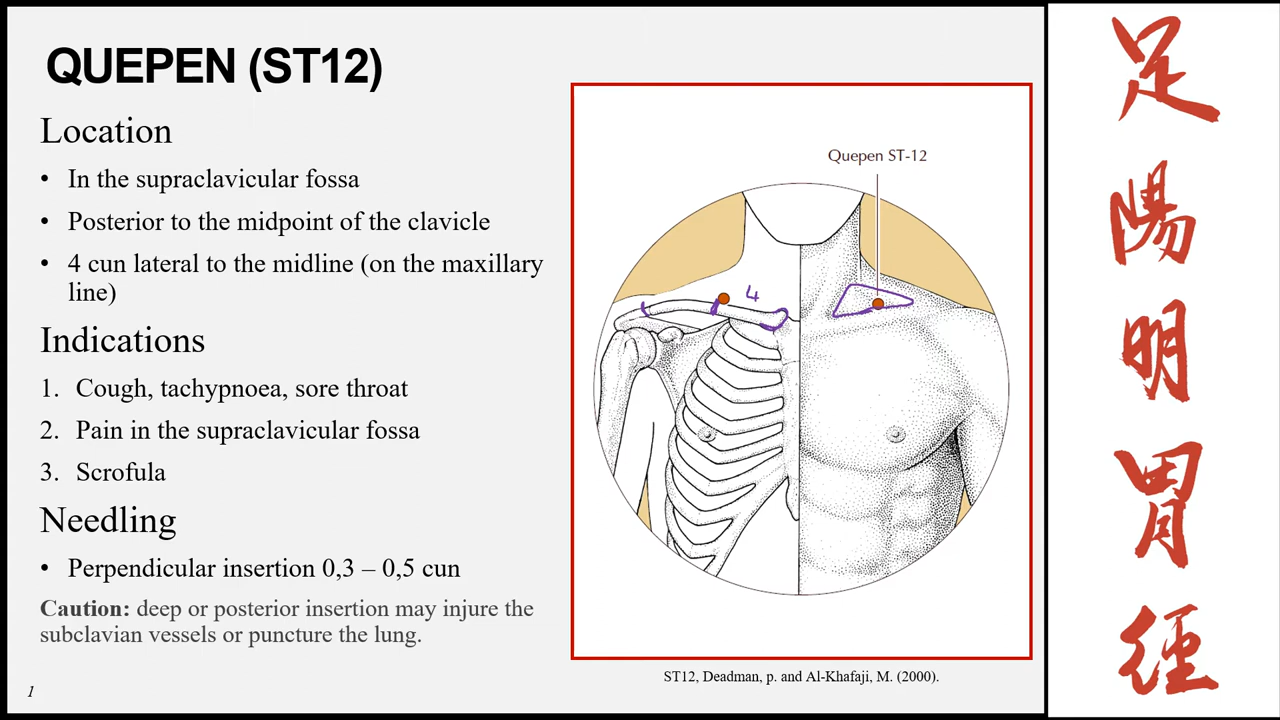 QUEPEN (ST12)
Location
• In the supraclavicular fossa
• Posterior to the midpoint of the clavicle
• 4 cun lateral to the midline (on the maxillary
line)
Indications
1. Cough, tachypnoea, sore throat
2. Pain in the supraclavicular fossa
3. Scrofula
Needling
• Perpendicular insertion 0,3 – 0,5 cun
Caution: deep or posterior insertion may injure the
subclavian vessels or puncture the lung.
1
Quepen ST-12
4
ST12, Deadman, p. and Al-Khafaji, M. (2000).
足
陽
明
胃
徑